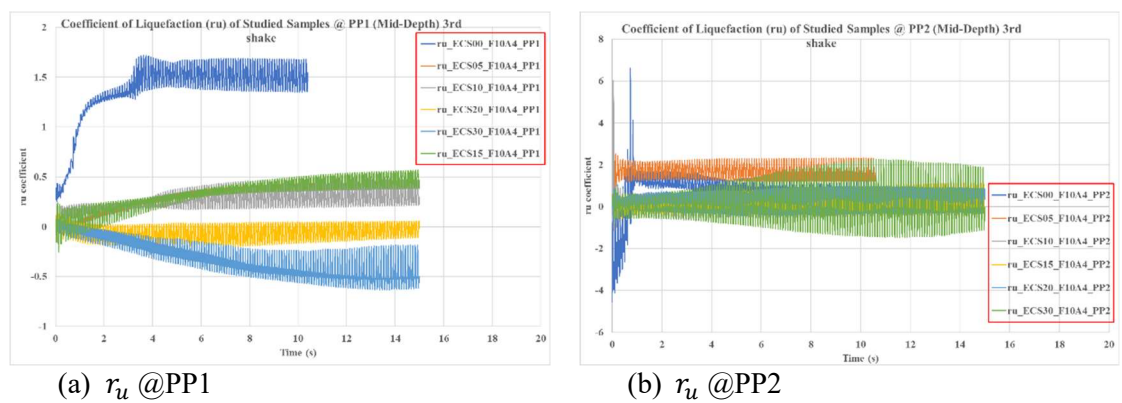 Coefficient of Liquefaction (ru) of Studied Samples @ PP1 (Mid-Depth) 3rd
shake
ru coefficient
2
1.5
1
0.5
0
-0.5
-1
ru_ECS00_F10A4_PP1
ru_ECS05_F10A4_PP1
ru_ECS10_F10A4_PP1
ru_ECS20_F10A4_PP1
ru_ECS30_F10A4_PP1
ru_ECS15_F10A4_PP1
0 2 4 6 8 10 12 14 16 18 20
Time (s)
(a) r_u @PP1
Coefficient of Liquefaction (ru) of Studied Samples @ PP2 (Mid-Depth) 3rd
shake
ru coefficient
8
6
4
2
0
-2
-4
-6
ru_ECS00_F10A4_PP2
ru_ECS05_F10A4_PP2
ru_ECS10_F10A4_PP2
ru_ECS15_F10A4_PP2
ru_ECS20_F10A4_PP2
ru_ECS30_F10A4_PP2
0 2 4 6 8 10 12 14 16 18 20
Time (s)
(b) r_u @PP2